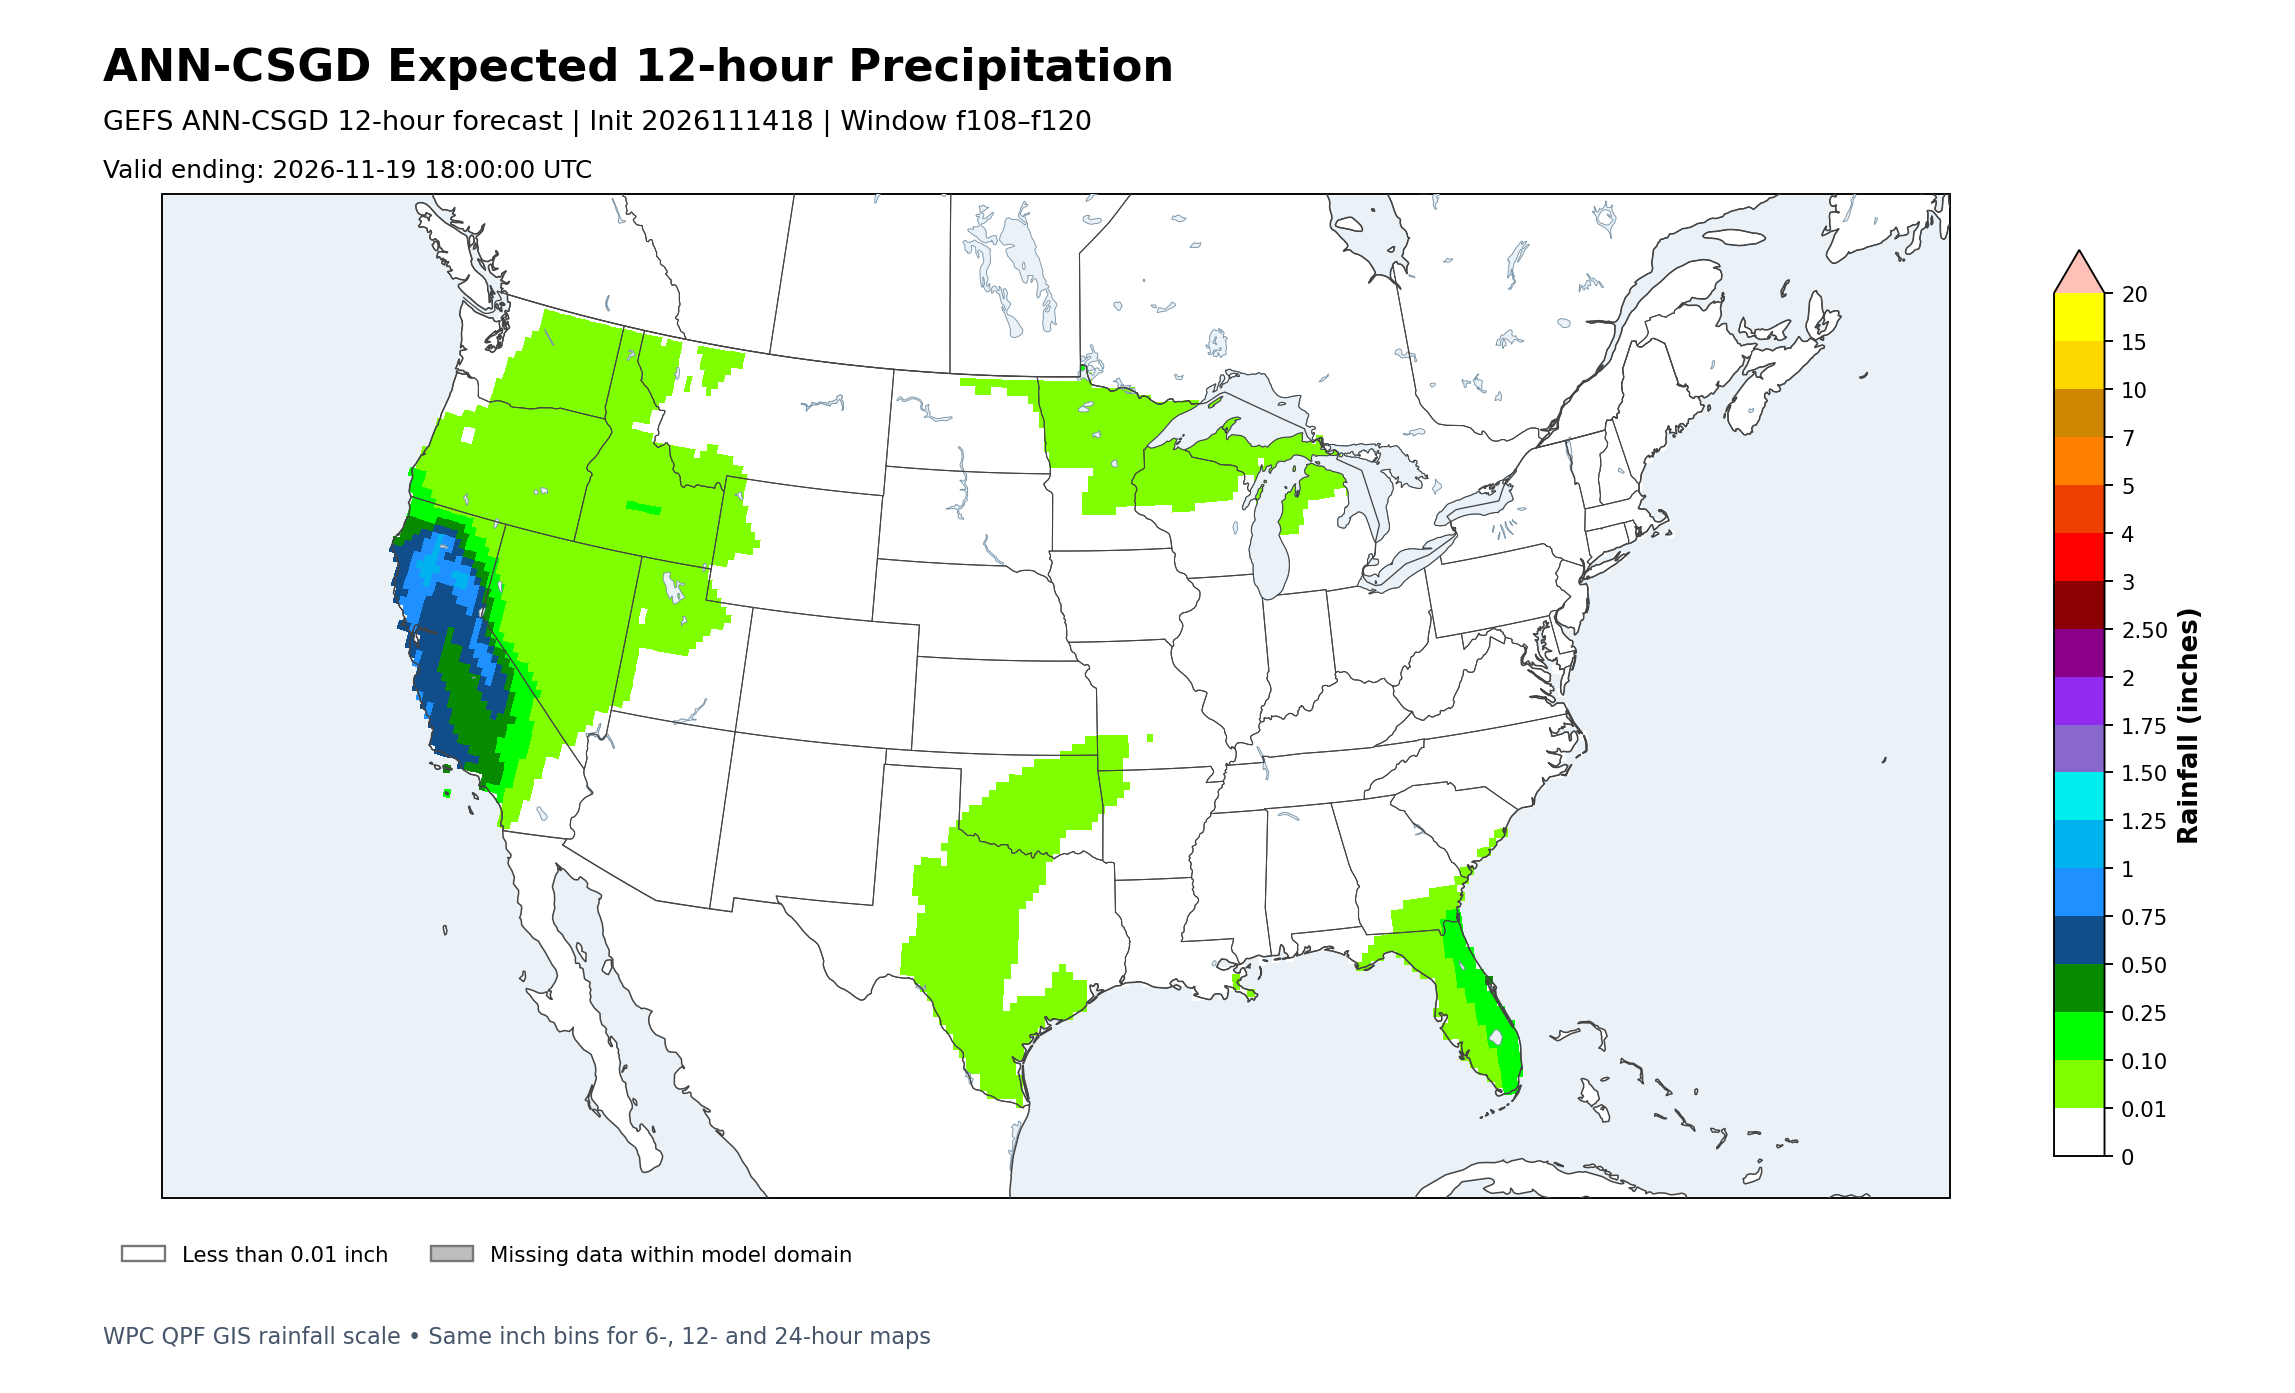 ANN-CSGD Expected 12-hour Precipitation
GEFS ANN-CSGD 12-hour forecast | Init 2026111418 | Window f108–f120
Valid ending: 2026-11-19 18:00:00 UTC
20
15
10
7
5
4
3
2.50
2
1.75
1.50
1.25
1
0.75
0.50
0.25
0.10
0.01
0
Rainfall (inches)
Less than 0.01 inch
Missing data within model domain
WPC QPF GIS rainfall scale • Same inch bins for 6-, 12- and 24-hour maps